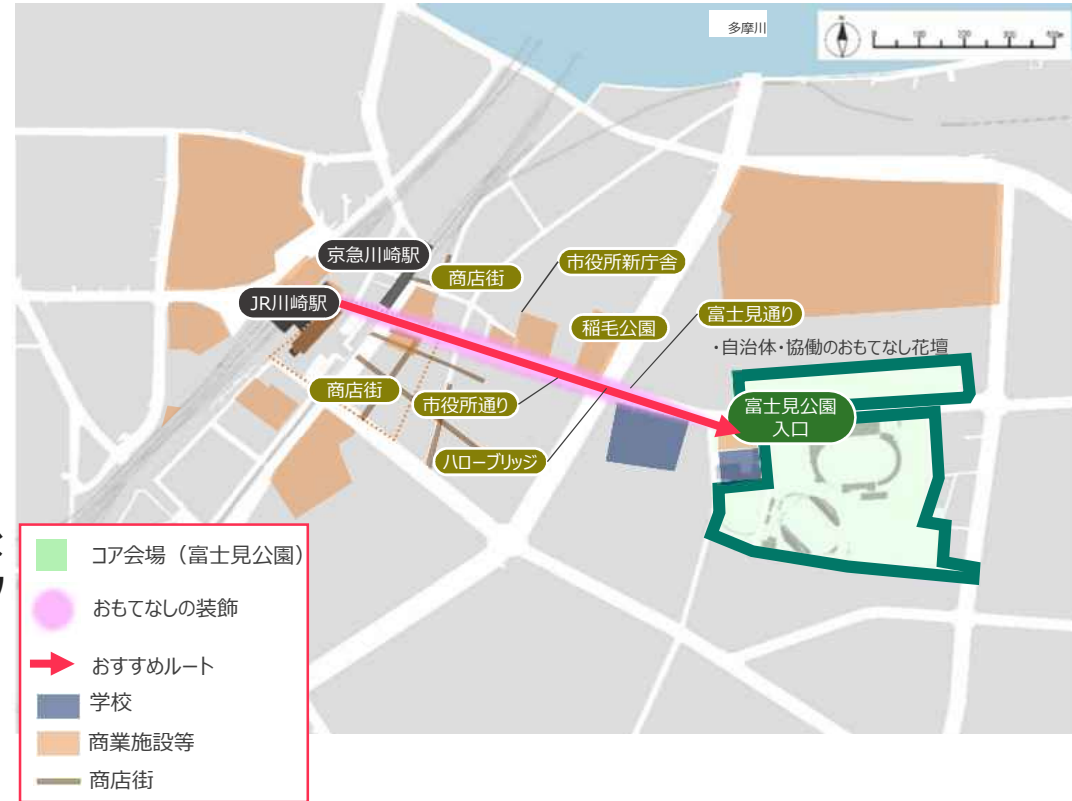 多摩川
N
0 100 200 300 400m
京急川崎駅
商店街
市役所新庁舎
JR川崎駅
稲毛公園
富士見通り
・自治体・協働のおもてなし花壇
商店街
市役所通り
富士見公園
入口
ハローブリッジ
コア会場（富士見公園）
おもてなしの装飾
おすすめルート
学校
商業施設等
商店街